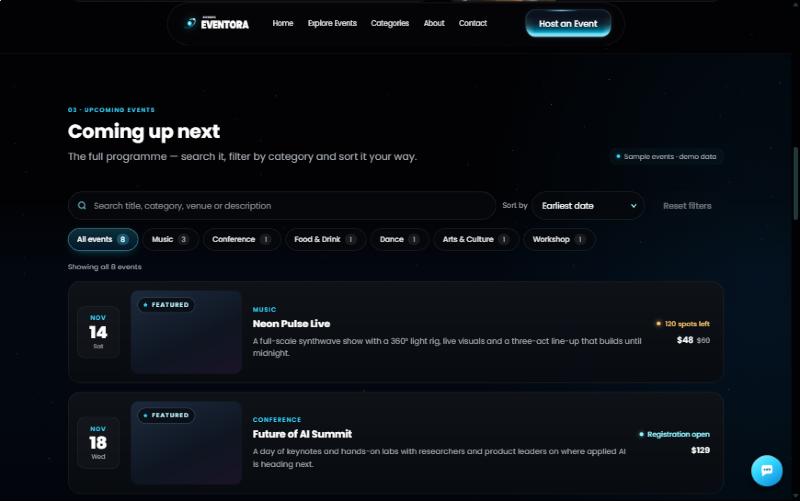 EVENTORA
Home
Explore Events
Categories
About
Contact
Host an Event
03 · UPCOMING EVENTS
Coming up next
The full programme — search it, filter by category and sort it your way.
Sample events · demo data
Search title, category, venue or description
Sort by
Earliest date
Reset filters
All events 8
Music 3
Conference 1
Food & Drink 1
Dance 1
Arts & Culture 1
Workshop 1
Showing all 8 events
NOV
14
Sat
FEATURED
MUSIC
Neon Pulse Live
A full-scale synthwave show with a 360° light rig, live visuals and a three-act line-up that builds until
midnight.
120 spots left
$48 $60
NOV
18
Wed
FEATURED
CONFERENCE
Future of AI Summit
A day of keynotes and hands-on labs with researchers and product leaders on where applied AI
is heading next.
Registration open
$129